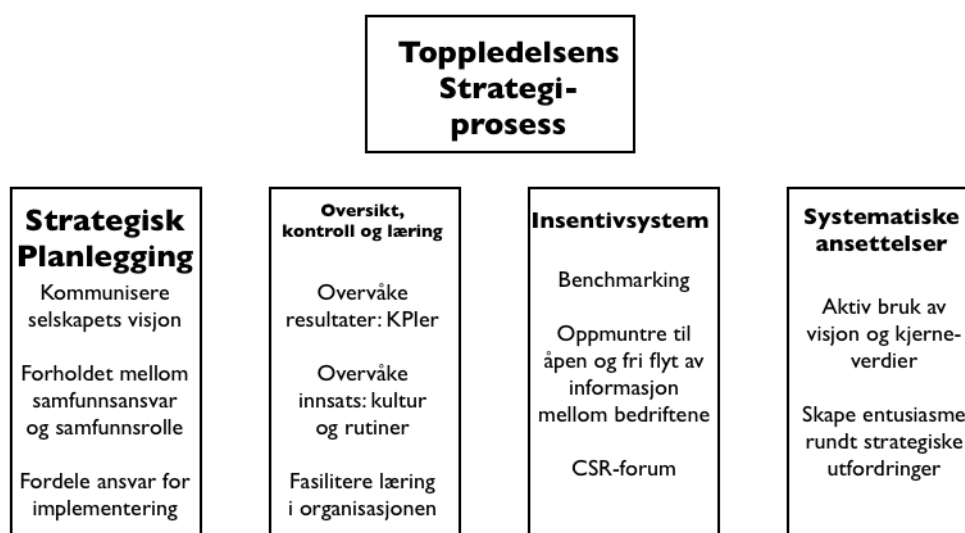 Toppledelsens
Strategi-
prosess
Strategisk
Planlegging
Kommunisere
selskapets visjon
Forholdet mellom
samfunnsansvar
og samfunnsrolle
Fordele ansvar for
implementering
Oversikt,
kontroll og læring
Overvåke
resultater: KPIer
Overvåke
innsats: kultur
og rutiner
Fasilitere læring
i organisasjonen
Insentivsystem
Benchmarking
Oppmuntre til
åpen og fri flyt av
informasjon
mellom bedriftene
CSR-forum
Systematiske
ansettelser
Aktiv bruk av
visjon og kjerne-
verdier
Skape entusiasme
rundt strategiske
utfordringer